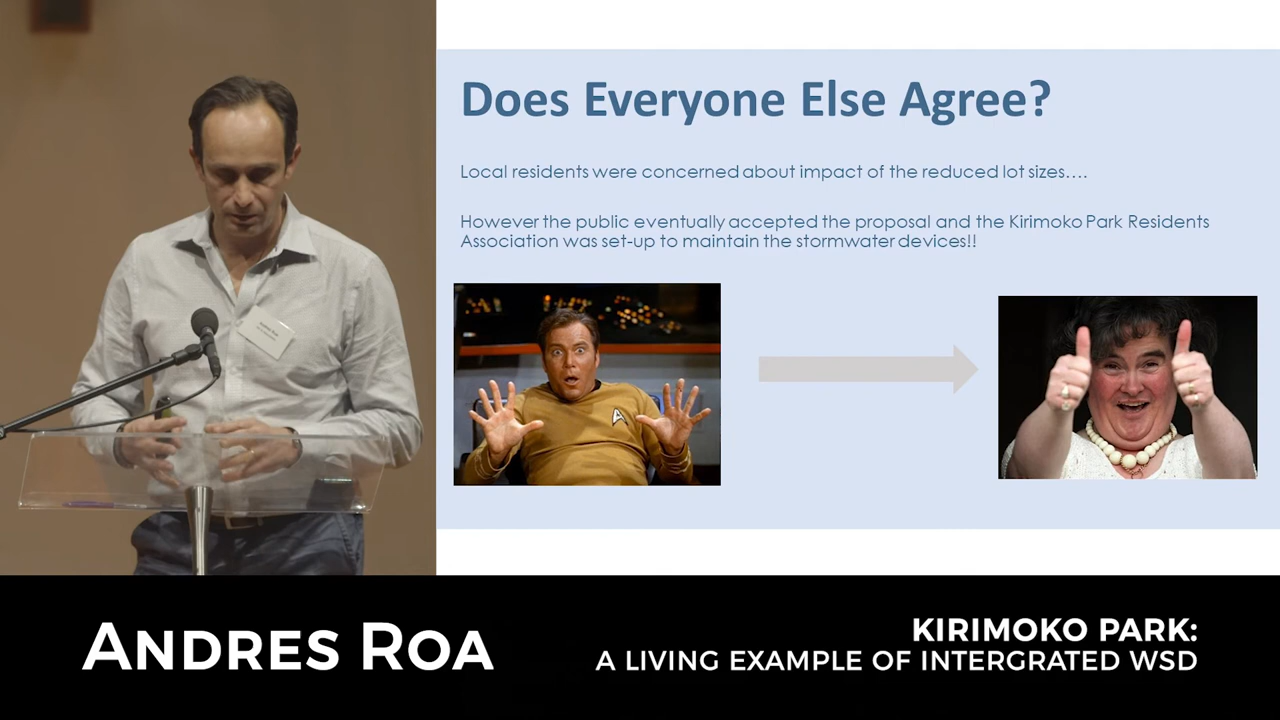 Does Everyone Else Agree?
Local residents were concerned about impact of the reduced lot sizes....
However the public eventually accepted the proposal and the Kirimoko Park Residents
Association was set-up to maintain the stormwater devices!!
ANDRES ROA
KIRIMOKO PARK:
A LIVING EXAMPLE OF INTERGRATED WSD